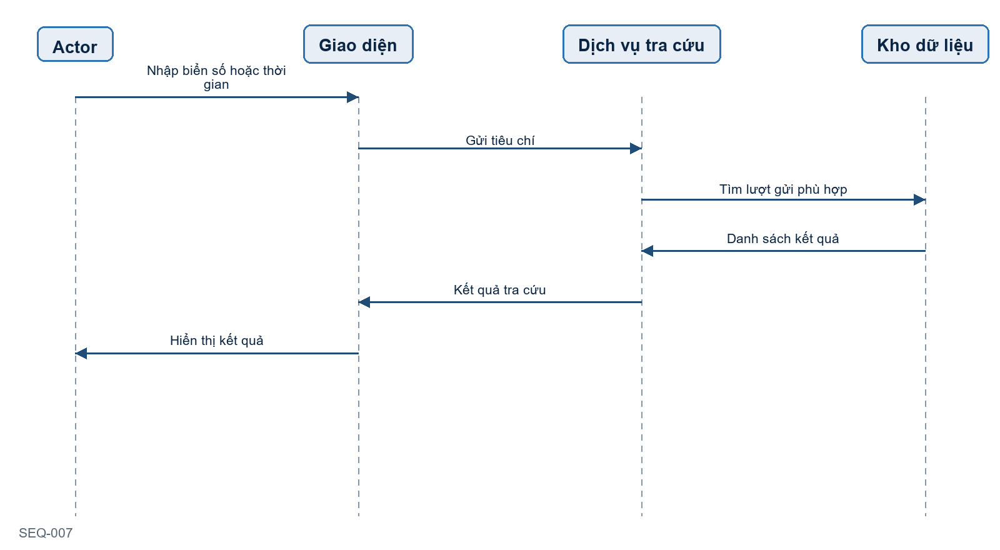 Actor
Giao diện
Dịch vụ tra cứu
Kho dữ liệu
Nhập biển số hoặc thời
gian
Gửi tiêu chí
Tìm lượt gửi phù hợp
Danh sách kết quả
Kết quả tra cứu
Hiển thị kết quả
SEQ-007